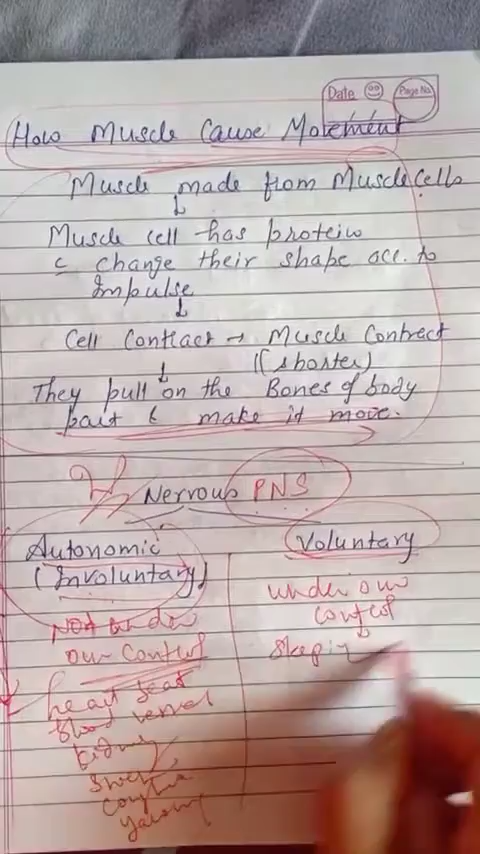 Date Page No.
How Muscle Cause Movement
Muscle made from Muscle Cells
↓
Muscle cell has protein
c change their shape acc. to
Impulse
↓
Cell Contract → Muscle Contract
↓ (shorter)
They pull on the Bones of body
part & make it move.
Nervous PNS
Autonomic
(Involuntary)
Not under
our Control
heart beat
blood vessel
kidney
Voluntary
under our
control
↓